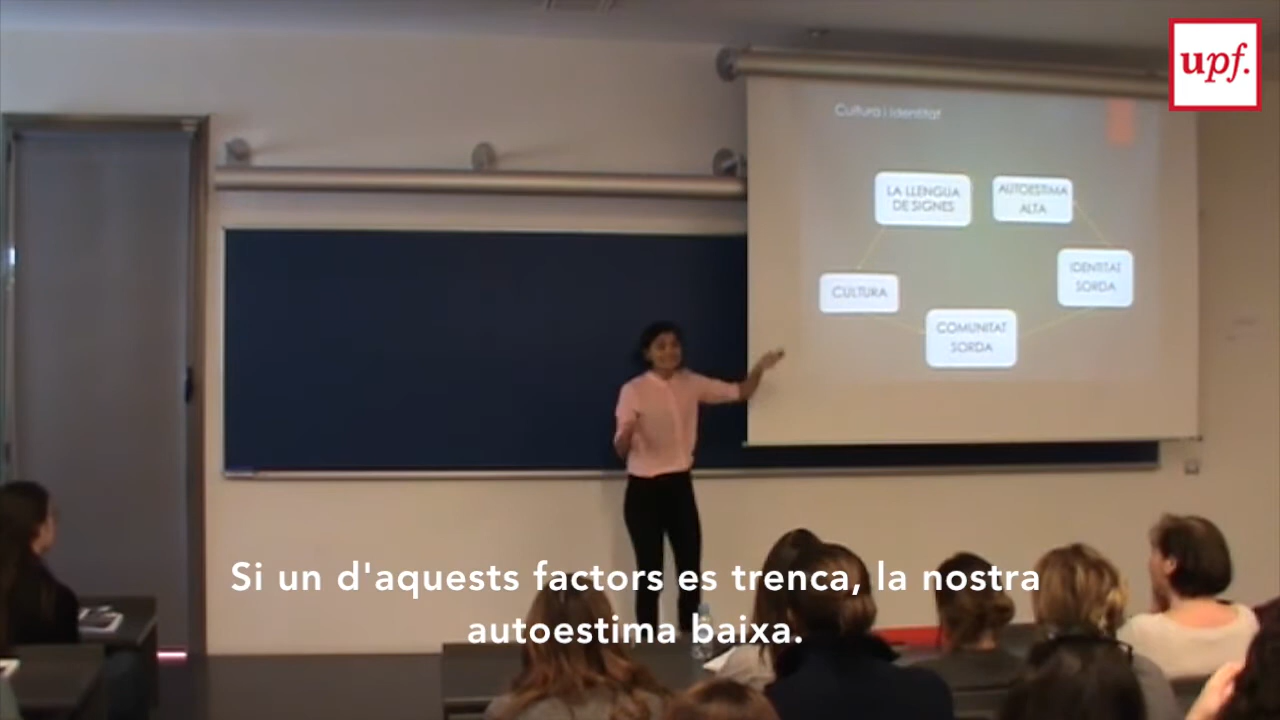 upf.
Cultura i Identitat
LA LLENGUA
DE SIGNES
AUTOESTIMA
ALTA
IDENTITAT
SORDA
CULTURA
COMUNITAT
SORDA
Si un d'aquests factors es trenca, la nostra
autoestima baixa.